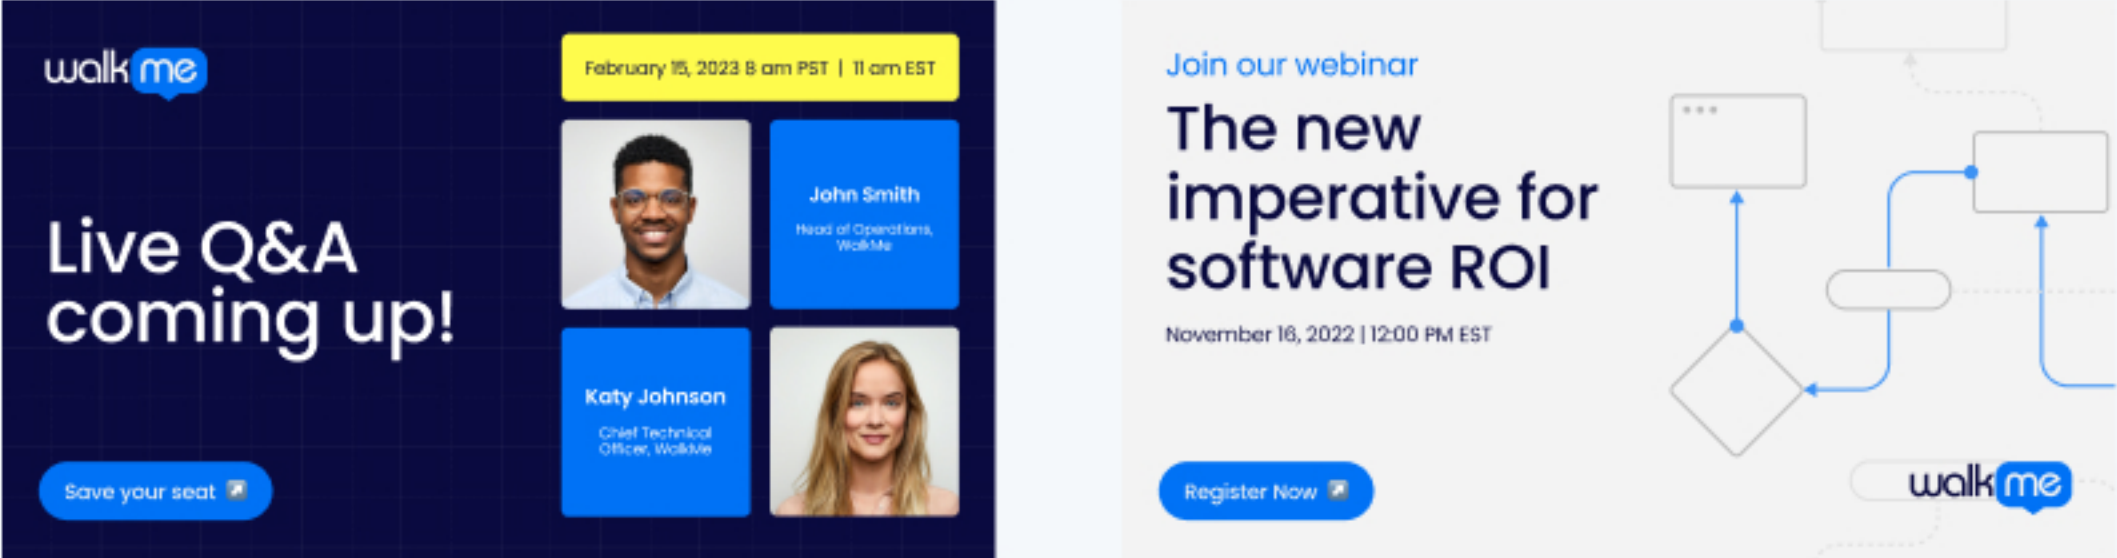 walkme
February 15, 2023 8 am PST | 11 am EST
Live Q&A
coming up!
John Smith
Head of Operations,
WalkMe
Katy Johnson
Chief Technical
Officer, WalkMe
Save your seat
Join our webinar
The new
imperative for
software ROI
November 16, 2022 | 12:00 PM EST
Register Now
walkme